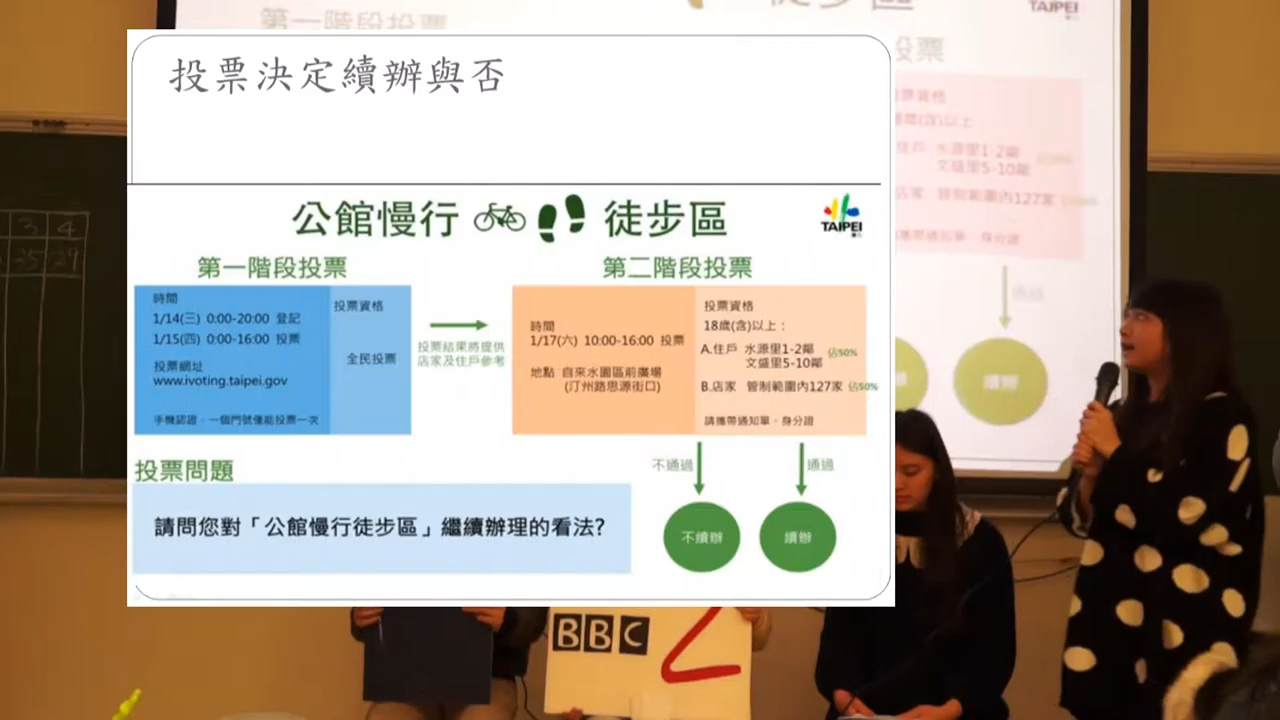 投票決定續辦與否
公館慢行 徒步區
TAIPEI
第一階段投票
時間
1/14(三) 0:00-20:00 登記
1/15(四) 0:00-16:00 投票
投票網址
www.ivoting.taipei.gov
手機認證，一個門號僅能投票一次
投票資格
全民投票
投票結果將提供
店家及住戶參考
第二階段投票
時間
1/17(六) 10:00-16:00 投票
地點 自來水園區前廣場
(汀州路思源街口)
投票資格
18歲(含)以上：
A.住戶 水源里1-2鄰
文盛里5-10鄰
佔50%
B.店家 管制範圍內127家 佔50%
請攜帶通知單、身分證
不通過
通過
不續辦
續辦
投票問題
請問您對「公館慢行徒步區」繼續辦理的看法?
第一階段投票
徒步區
TAIPEI
投票
票資格
歲(含)以上
住戶 水源里1-2鄰
文盛里5-10鄰
店家 管制範圍內127家
攜帶通知單、身分證
通過
續辦
3 4
25 29
BBC